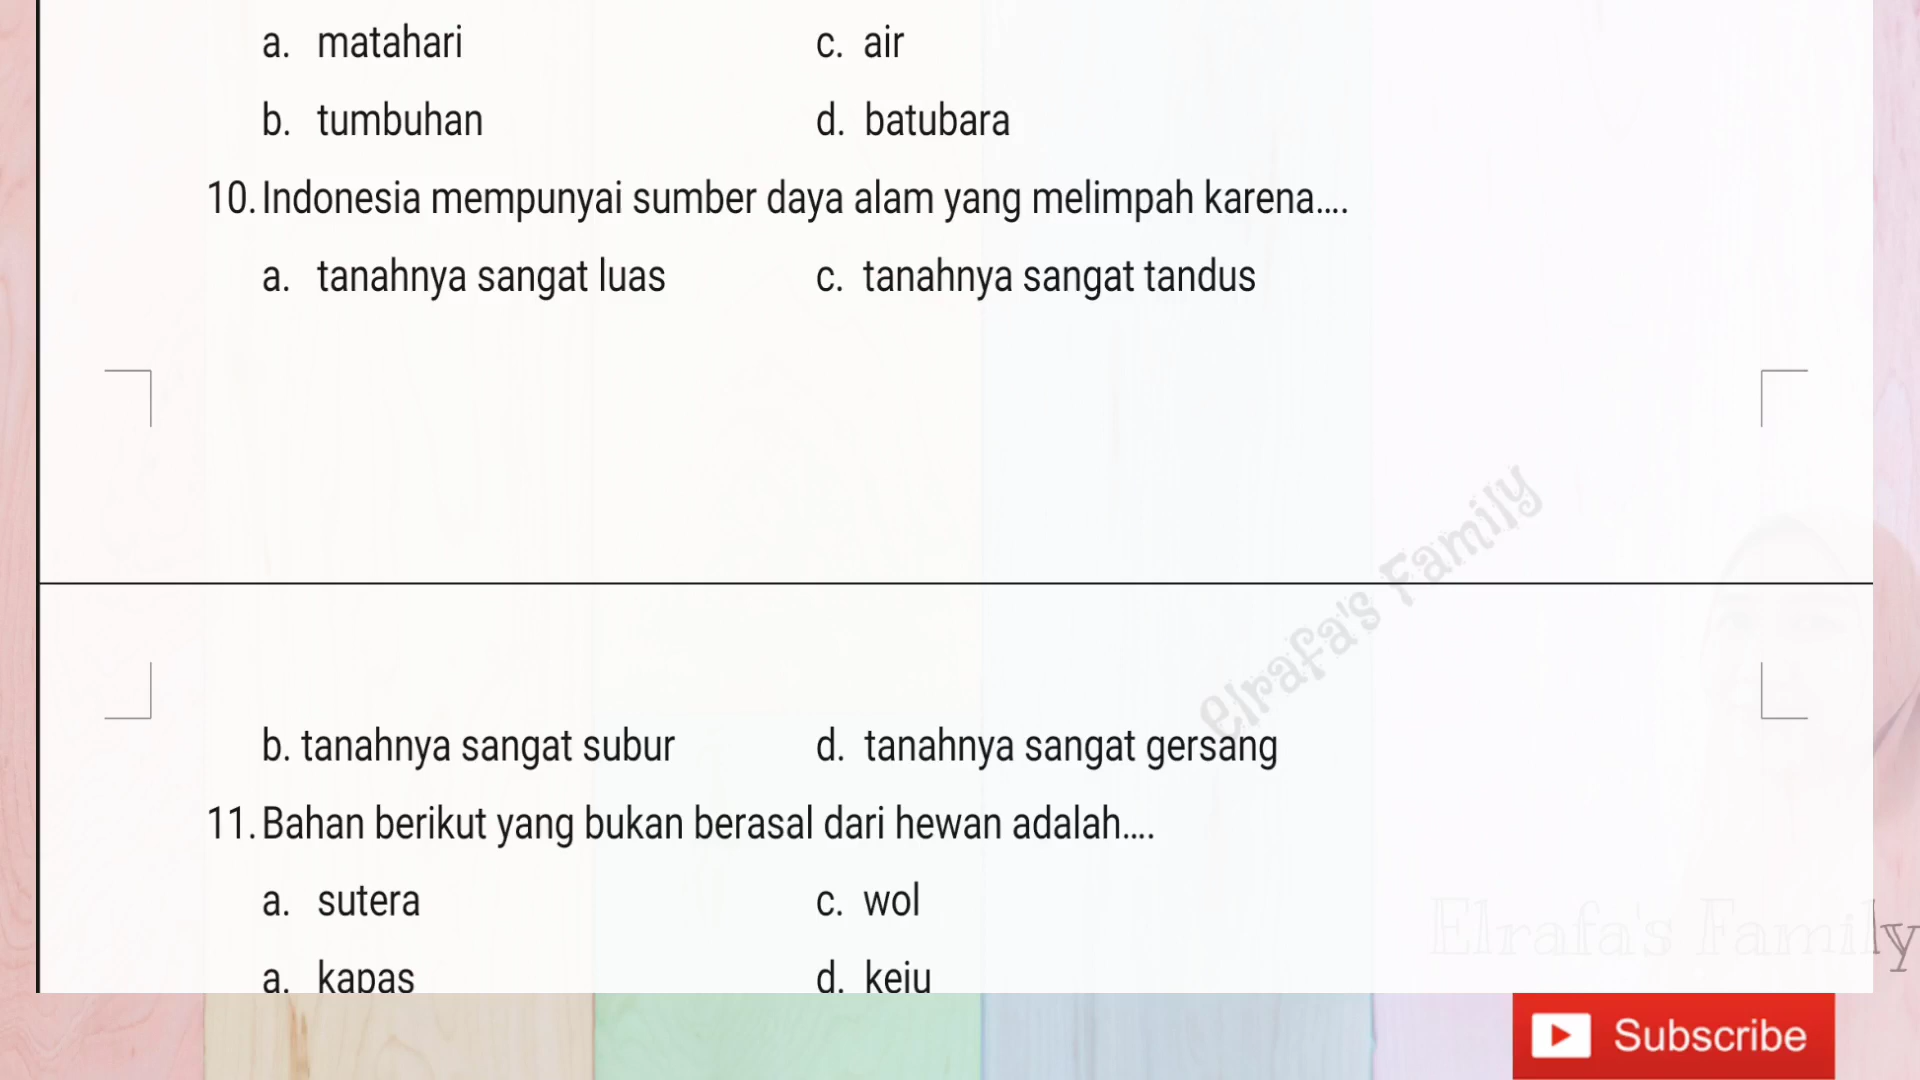 a. matahari c. air
b. tumbuhan d. batubara
10. Indonesia mempunyai sumber daya alam yang melimpah karena....
a. tanahnya sangat luas c. tanahnya sangat tandus
Elrafa's Family
b. tanahnya sangat subur d. tanahnya sangat gersang
11. Bahan berikut yang bukan berasal dari hewan adalah....
a. sutera c. wol
Elrafa's Family
a. kapas d. keju
Subscribe